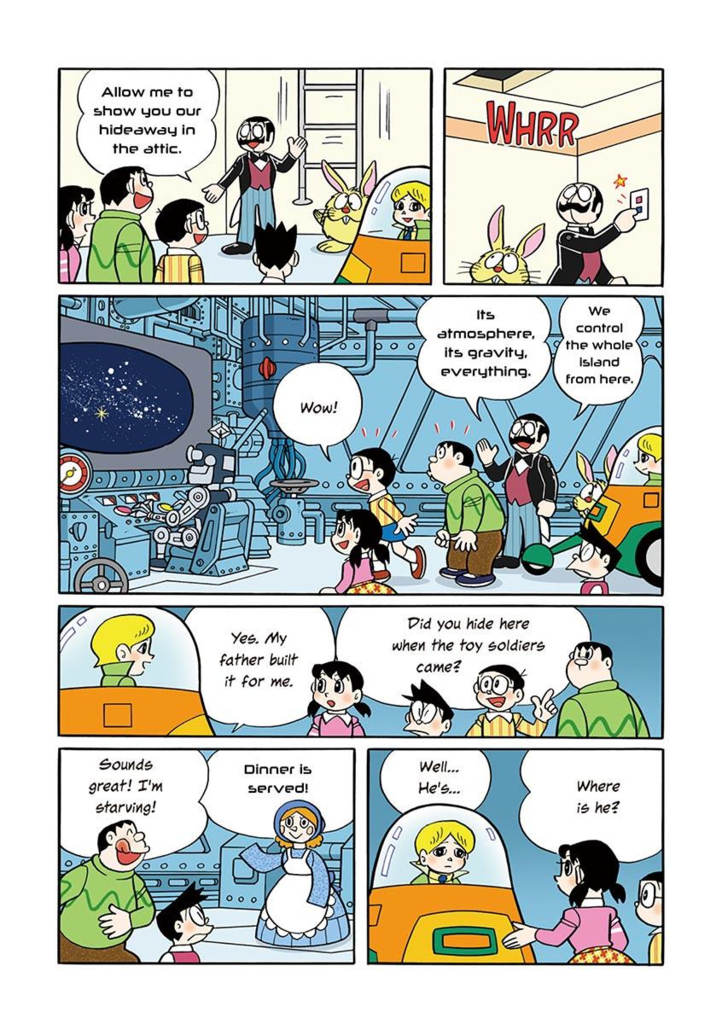 WHRR
Allow me to
show you our
hideaway in
the attic.
We
control
the whole
island
from here.
Its
atmosphere,
its gravity,
everything.
Wow!
Did you hide here
when the toy soldiers
came?
Yes. My
father built
it for me.
Where
is he?
Well...
He's...
Dinner is
served!
Sounds
great! I'm
starving!